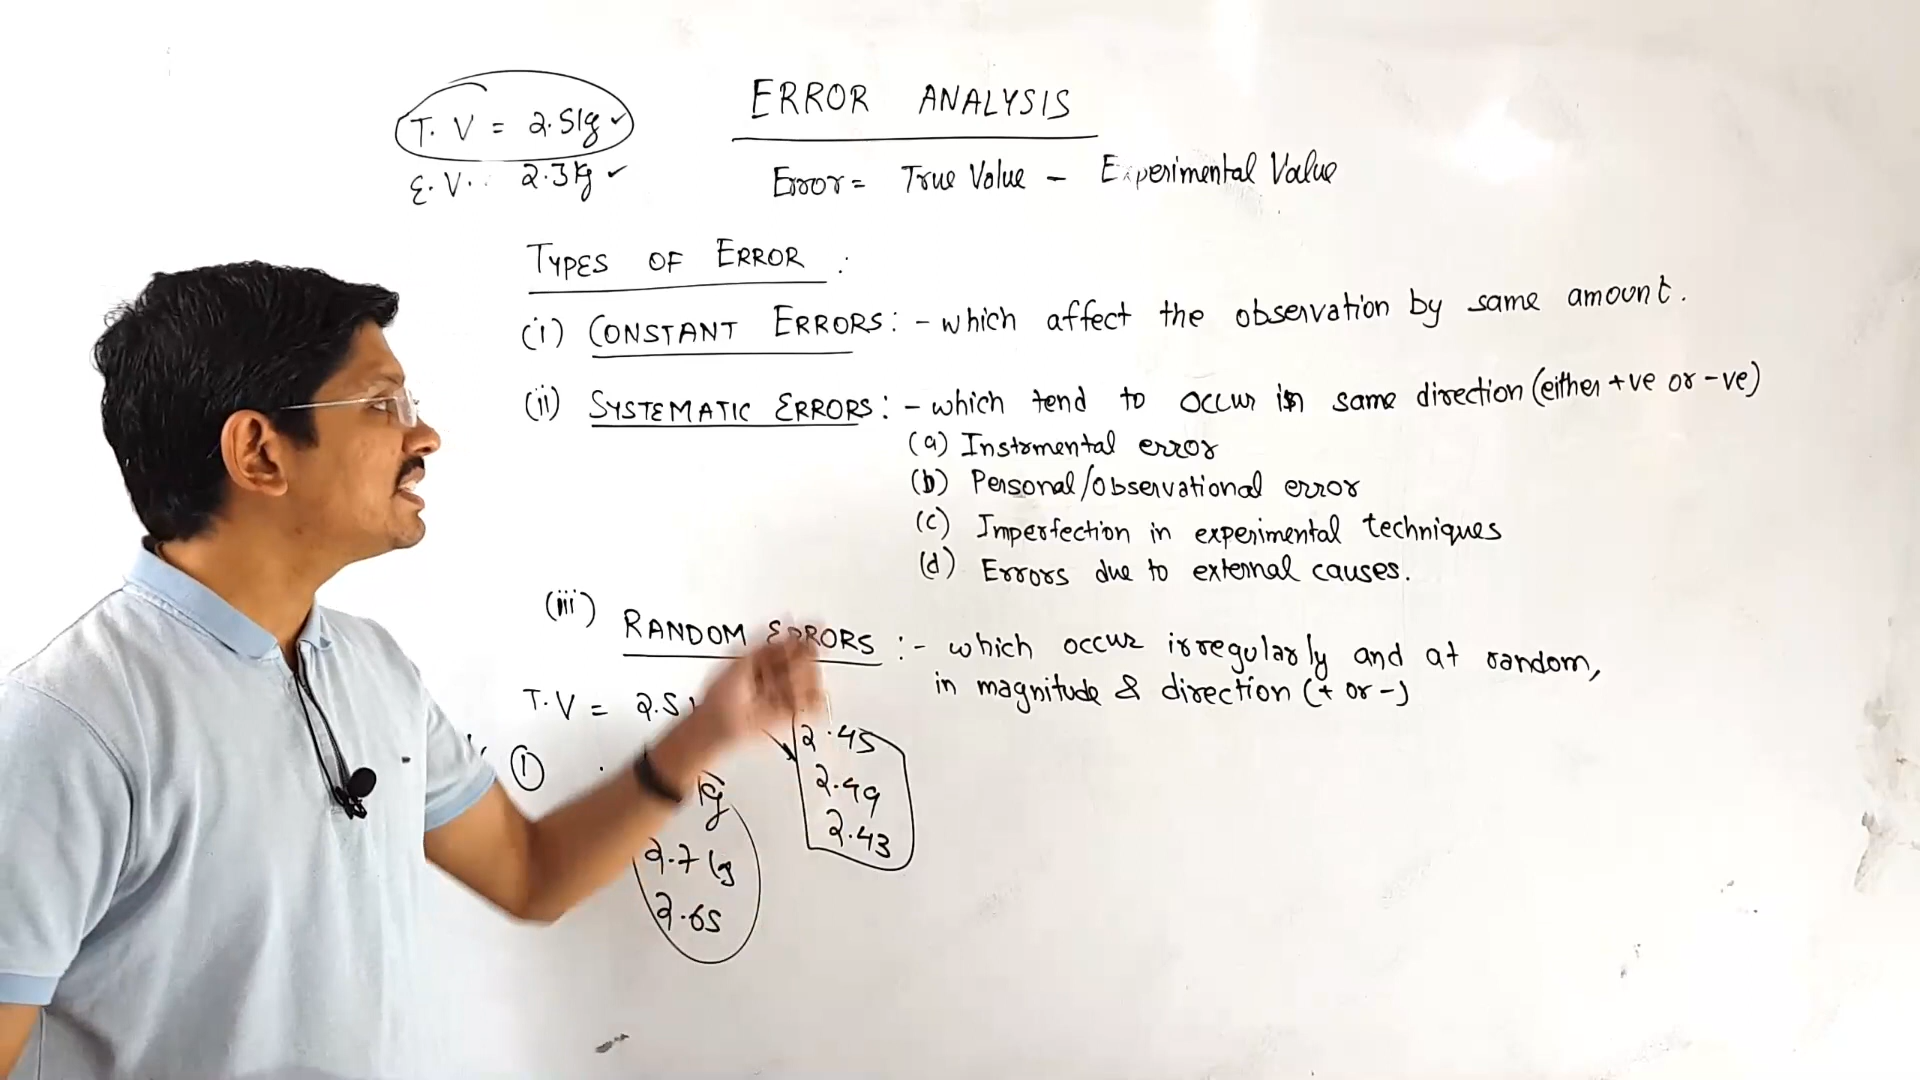 ERROR ANALYSIS
T. V = 2.5kg ✓
E. V. 2.3kg ✓
Error = True Value - Experimental Value
TYPES OF ERROR :
(i) CONSTANT ERRORS : - which affect the observation by same amount.
(ii) SYSTEMATIC ERRORS : - which tend to occur in same direction (either +ve or -ve)
(a) Instrmental error
(b) Personal/observational error
(c) Imperfection in experimental techniques
(d) Errors due to external causes.
(iii) RANDOM ERRORS : - which occur irregularly and at random,
in magnitude & direction (+ or -)
T. V = 2.5
①
kg
2.7 kg
2.65
2.45
2.49
2.43